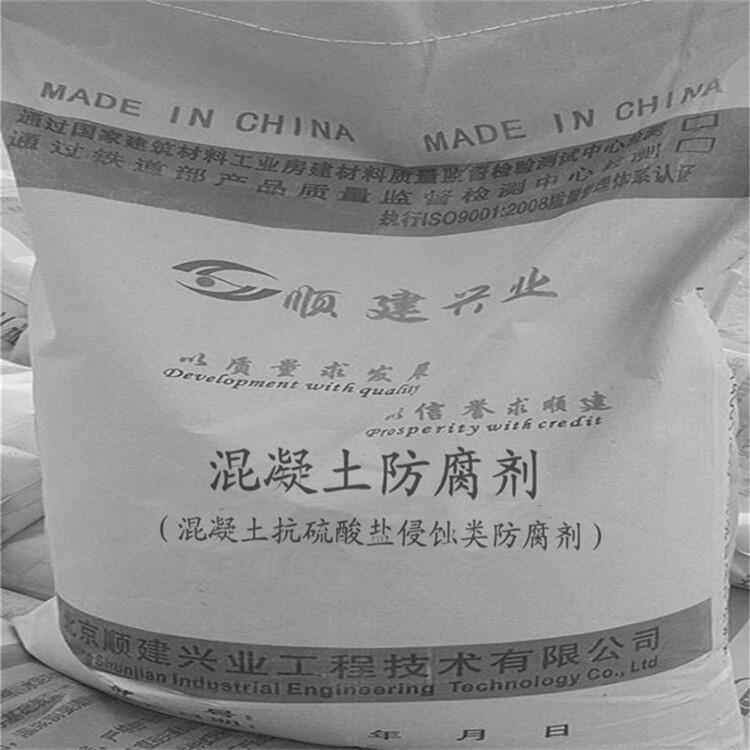 MADE IN CHINA MADE IN CHINA
通过国家建筑材料工业房建材料质量监督检验测试中心检测
通过铁道部产品质量监督检测中心检测
执行ISO9001:2008质量管理体系认证
顺建兴业
以质量求发展
Development with quality
以信誉求顺建
Prosperity with credit
混凝土防腐剂
(混凝土抗硫酸盐侵蚀类防腐剂)
北京顺建兴业工程技术有限公司
Shunjian Industrial Engineering Technology Co., Ltd
号:
期: 年 月 日